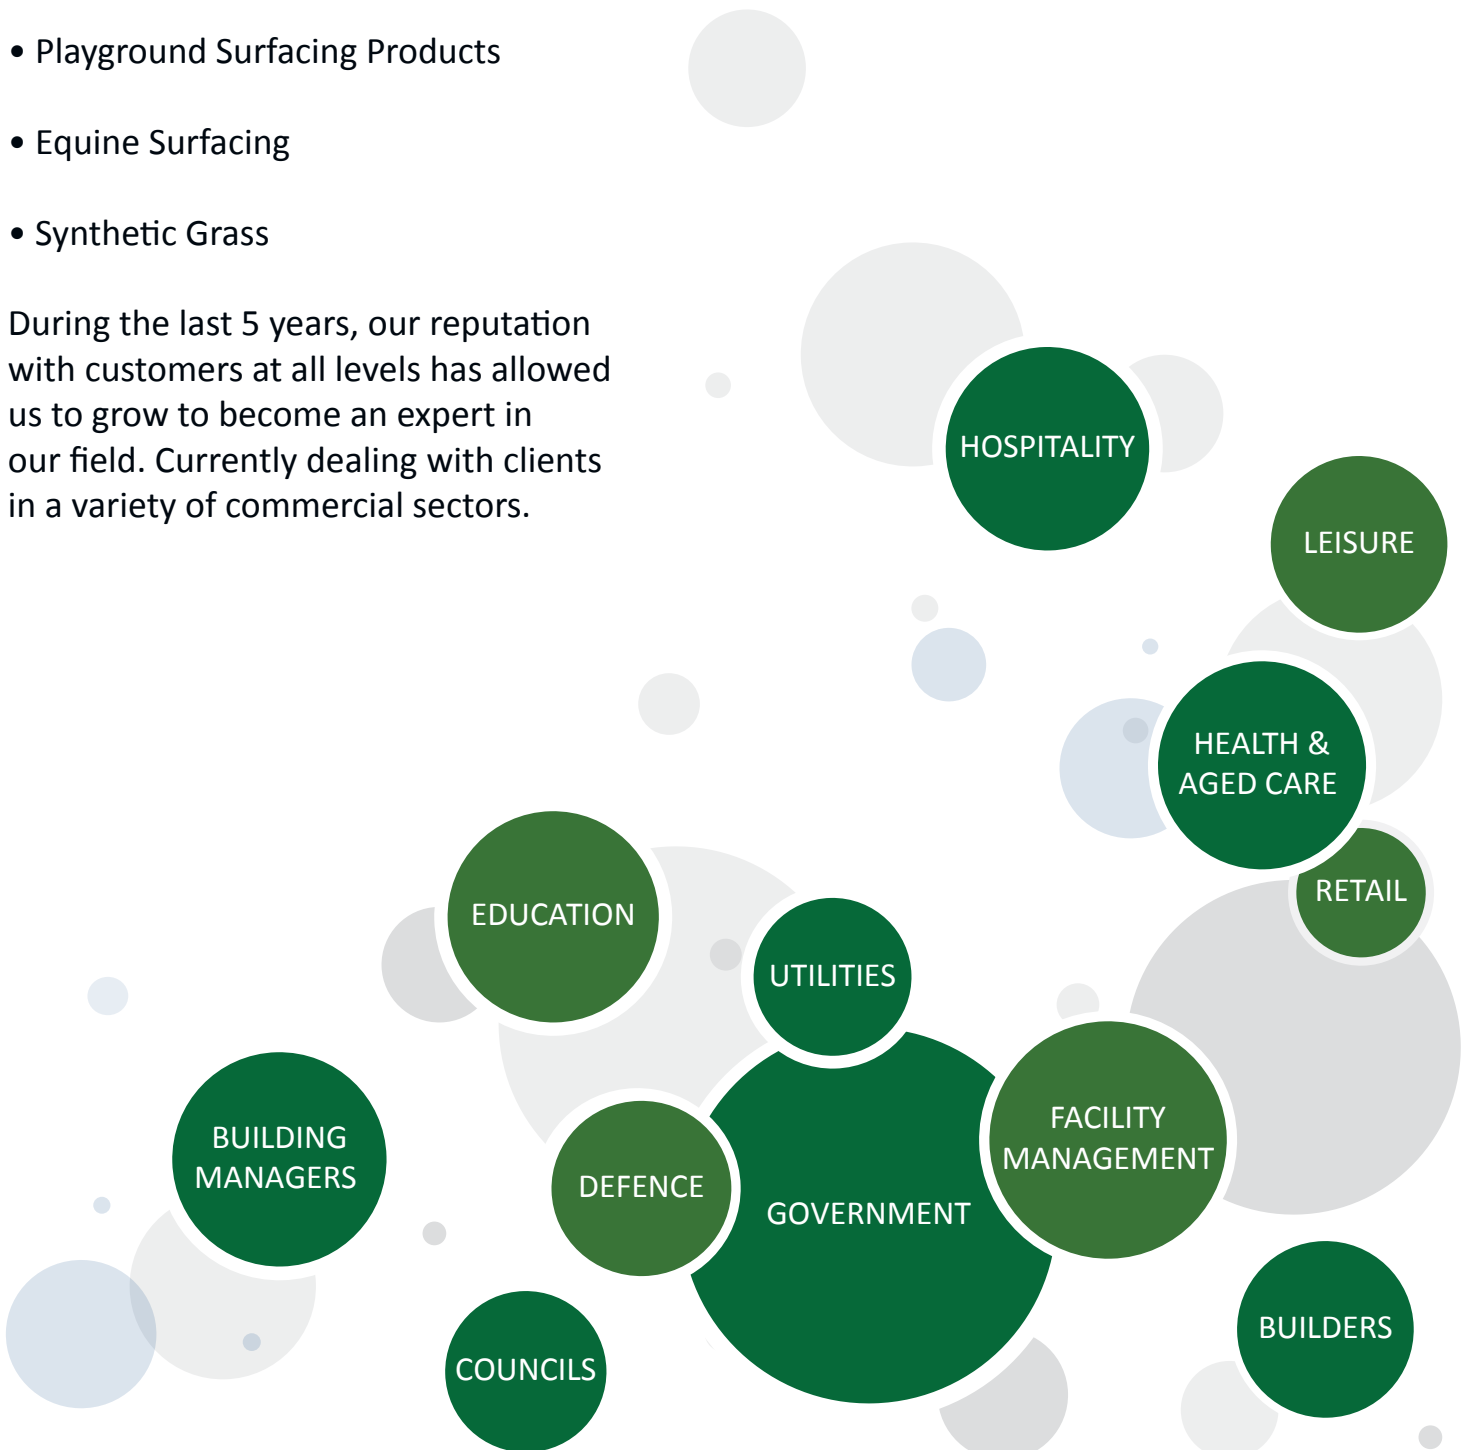 • Playground Surfacing Products
• Equine Surfacing
• Synthetic Grass
During the last 5 years, our reputation
with customers at all levels has allowed
us to grow to become an expert in
our field. Currently dealing with clients
in a variety of commercial sectors.
HOSPITALITY
LEISURE
HEALTH &
AGED CARE
RETAIL
EDUCATION
UTILITIES
BUILDING
MANAGERS
DEFENCE
GOVERNMENT
FACILITY
MANAGEMENT
COUNCILS
BUILDERS